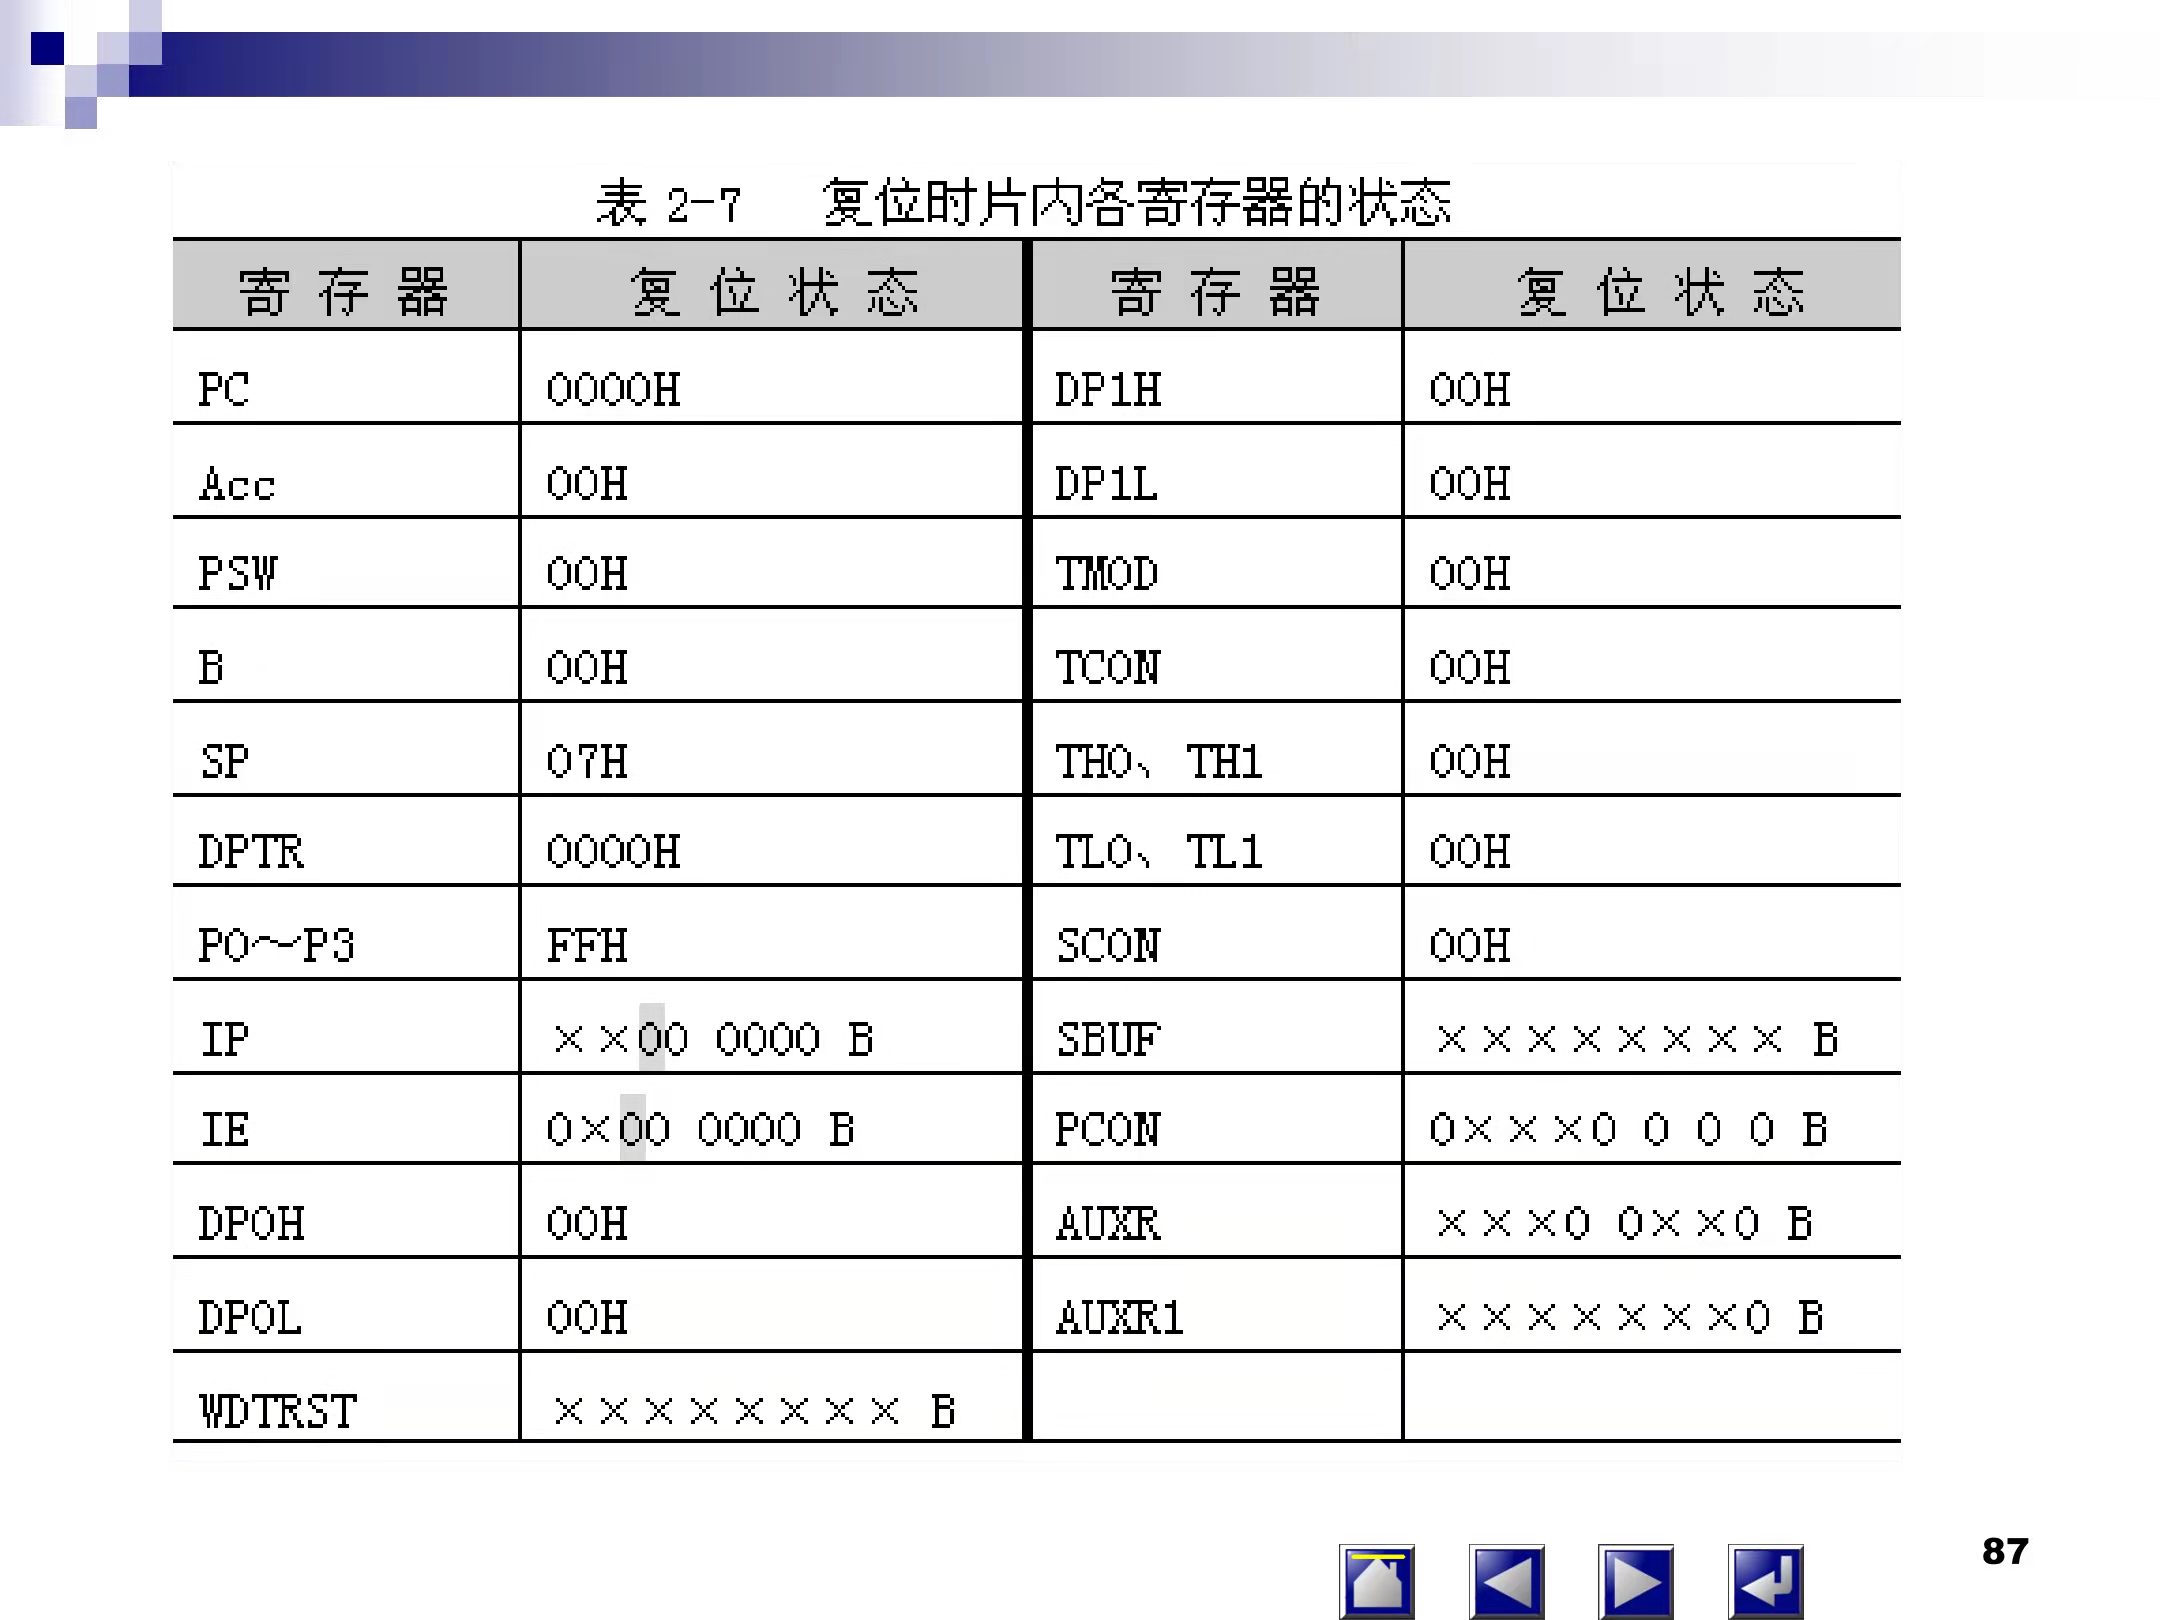 表 2-7 复位时片内各寄存器的状态
寄 存 器 复 位 状 态 寄 存 器 复 位 状 态
PC 0000H DP1H 00H
Acc 00H DP1L 00H
PSW 00H TMOD 00H
B 00H TCON 00H
SP 07H TH0、TH1 00H
DPTR 0000H TL0、TL1 00H
P0～P3 FFH SCON 00H
IP ××00 0000 B SBUF ×××××××× B
IE 0×00 0000 B PCON 0×××0 0 0 0 B
DP0H 00H AUXR ×××0 0××0 B
DP0L 00H AUXR1 ×××××××0 B
WDTRST ×××××××× B
87